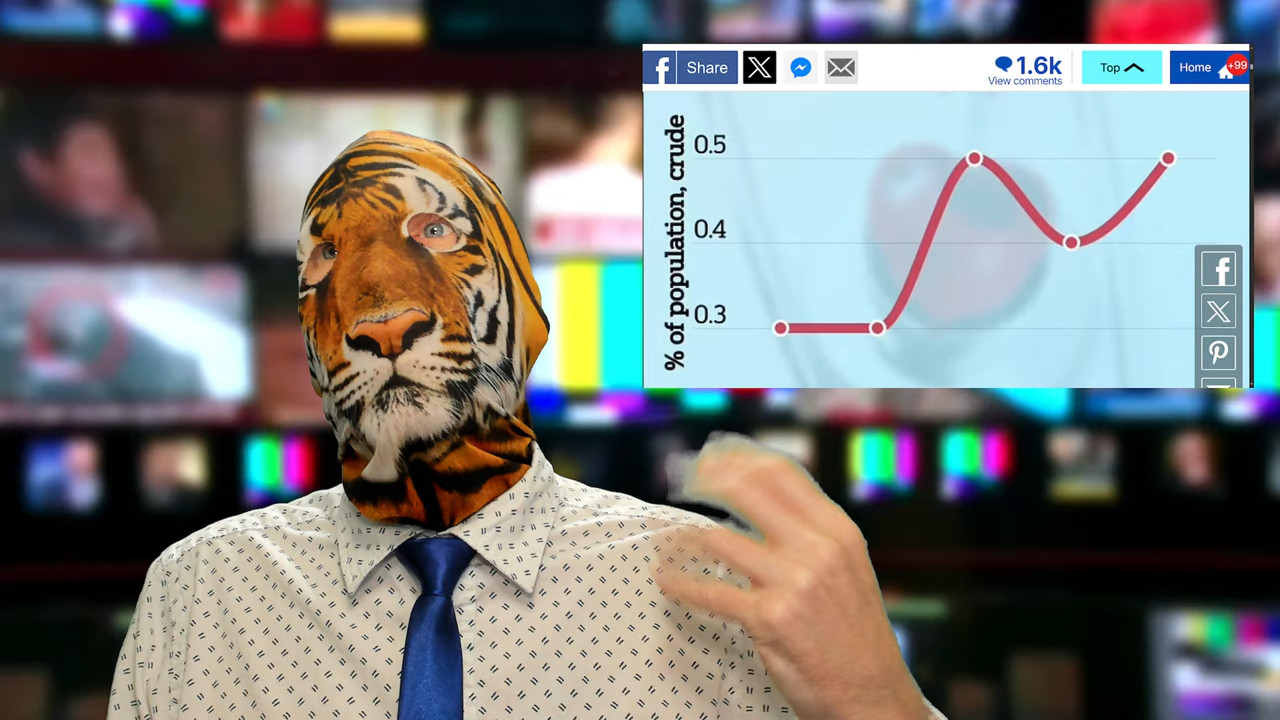 f Share
1.6k
View comments
Top
Home
+99
% of population, crude
0.5
0.4
0.3